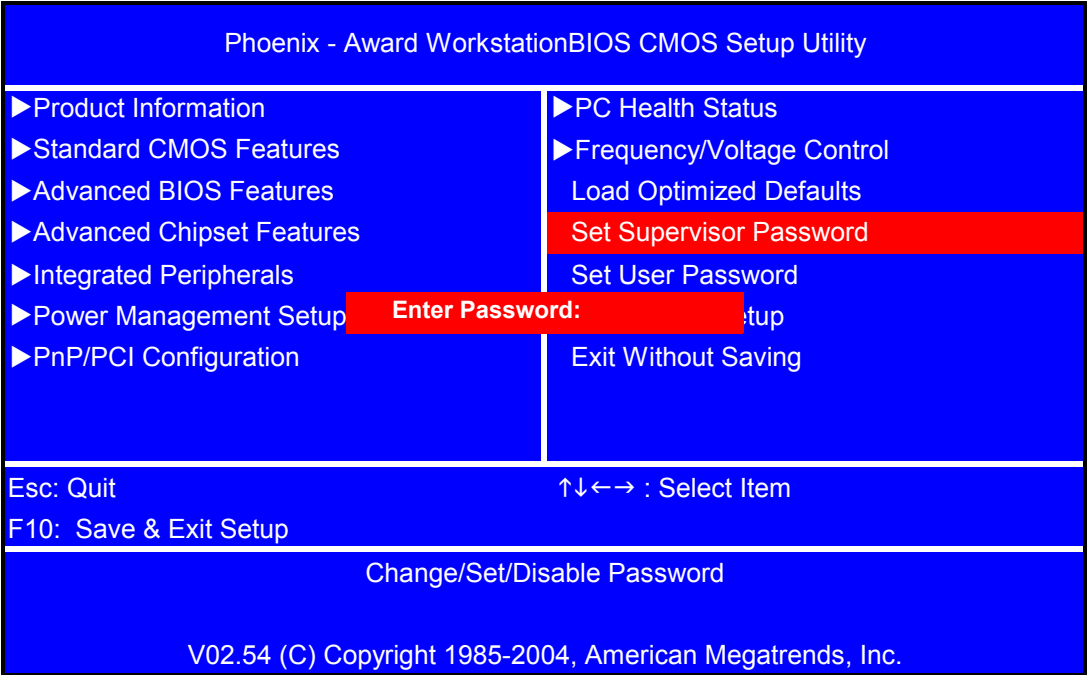 Phoenix - Award WorkstationBIOS CMOS Setup Utility
▶Product Information
▶Standard CMOS Features
▶Advanced BIOS Features
▶Advanced Chipset Features
▶Integrated Peripherals
▶Power Management Setup
▶PnP/PCI Configuration
▶PC Health Status
▶Frequency/Voltage Control
Load Optimized Defaults
Set Supervisor Password
Set User Password
Exit Without Saving
Enter Password:
Esc: Quit
↑↓←→ : Select Item
F10: Save & Exit Setup
Change/Set/Disable Password
V02.54 (C) Copyright 1985-2004, American Megatrends, Inc.